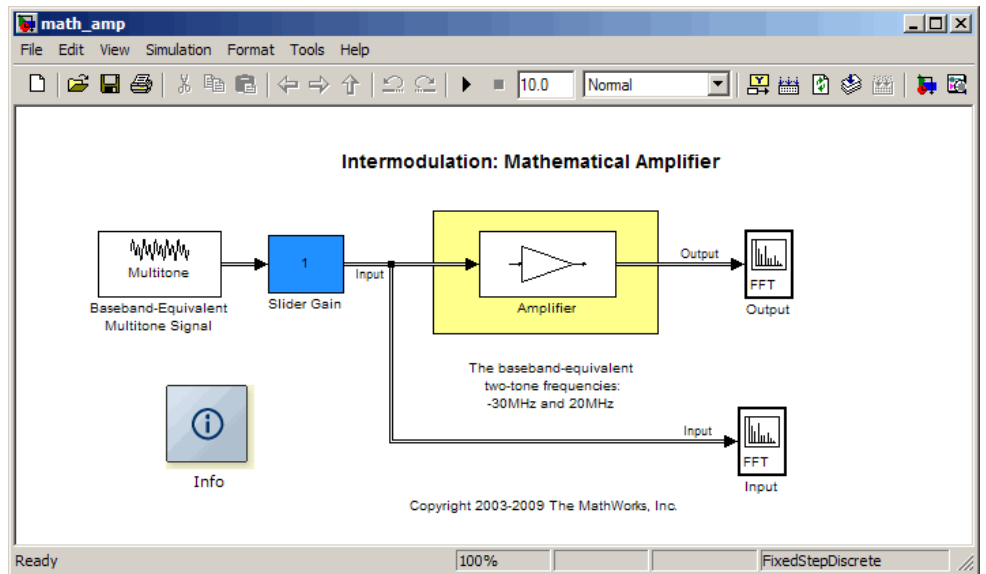 math_amp
File Edit View Simulation Format Tools Help
10.0 Normal
Intermodulation: Mathematical Amplifier
Multitone
Baseband-Equivalent
Multitone Signal
1
Slider Gain
Input
Amplifier
Output
FFT
Output
The baseband-equivalent
two-tone frequencies:
-30MHz and 20MHz
Input
FFT
Input
Info
Copyright 2003-2009 The MathWorks, Inc.
Ready 100% FixedStepDiscrete